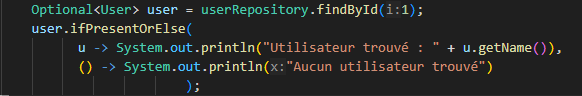 Optional<User> user = userRepository.findById(i:1);
user.ifPresentOrElse(
u -> System.out.println("Utilisateur trouvé : " + u.getName()),
() -> System.out.println(x:"Aucun utilisateur trouvé")
);